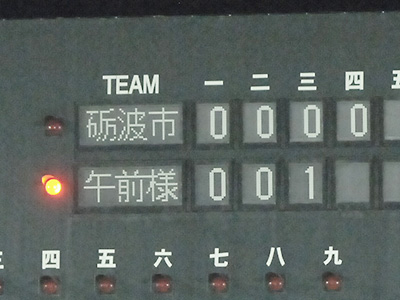 TEAM 一 二 三 四 五
砺波市 0 0 0 0
午前様 0 0 1
三 四 五 六 七 八 九